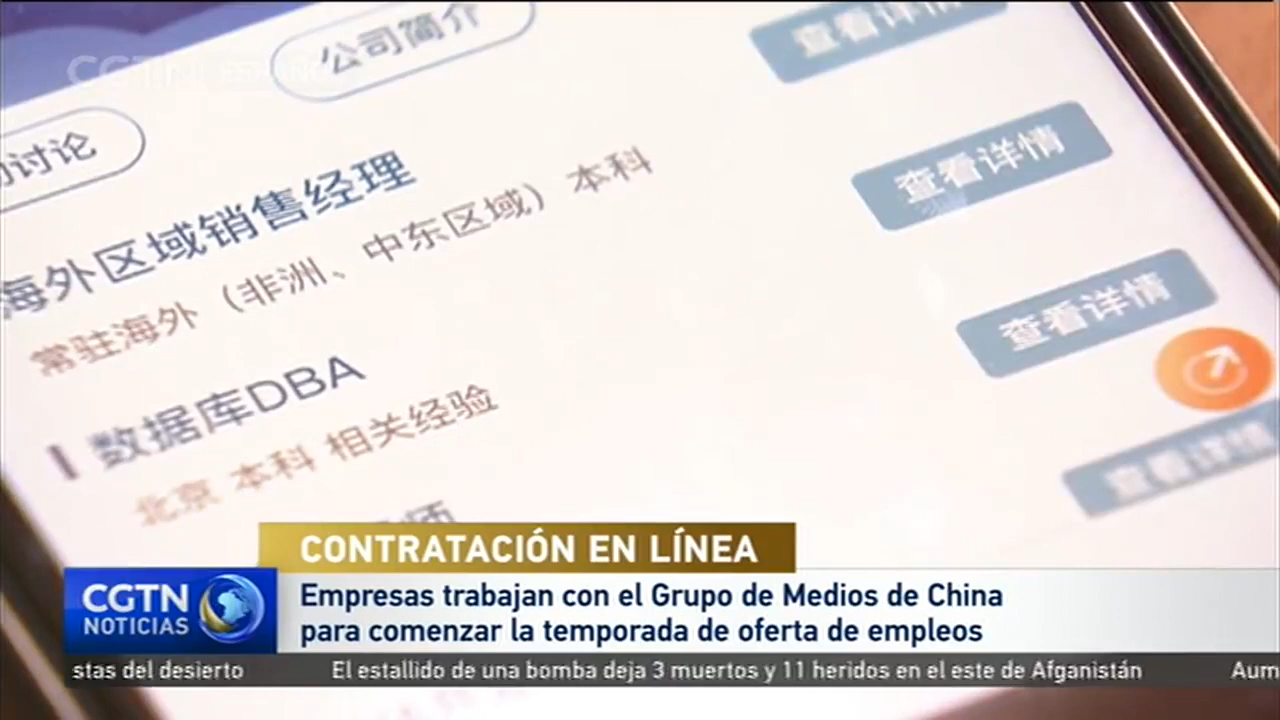 CGTN ESPAÑOL
公司简介
查看详情
讨论
海外区域销售经理
查看详情
常驻海外（非洲、中东区域）本科
数据库DBA
查看详情
北京 本科 相关经验
查看详情
师
CONTRATACIÓN EN LÍNEA
CGTN
NOTICIAS
Empresas trabajan con el Grupo de Medios de China
para comenzar la temporada de oferta de empleos
stas del desierto
El estallido de una bomba deja 3 muertos y 11 heridos en el este de Afganistán
Aum